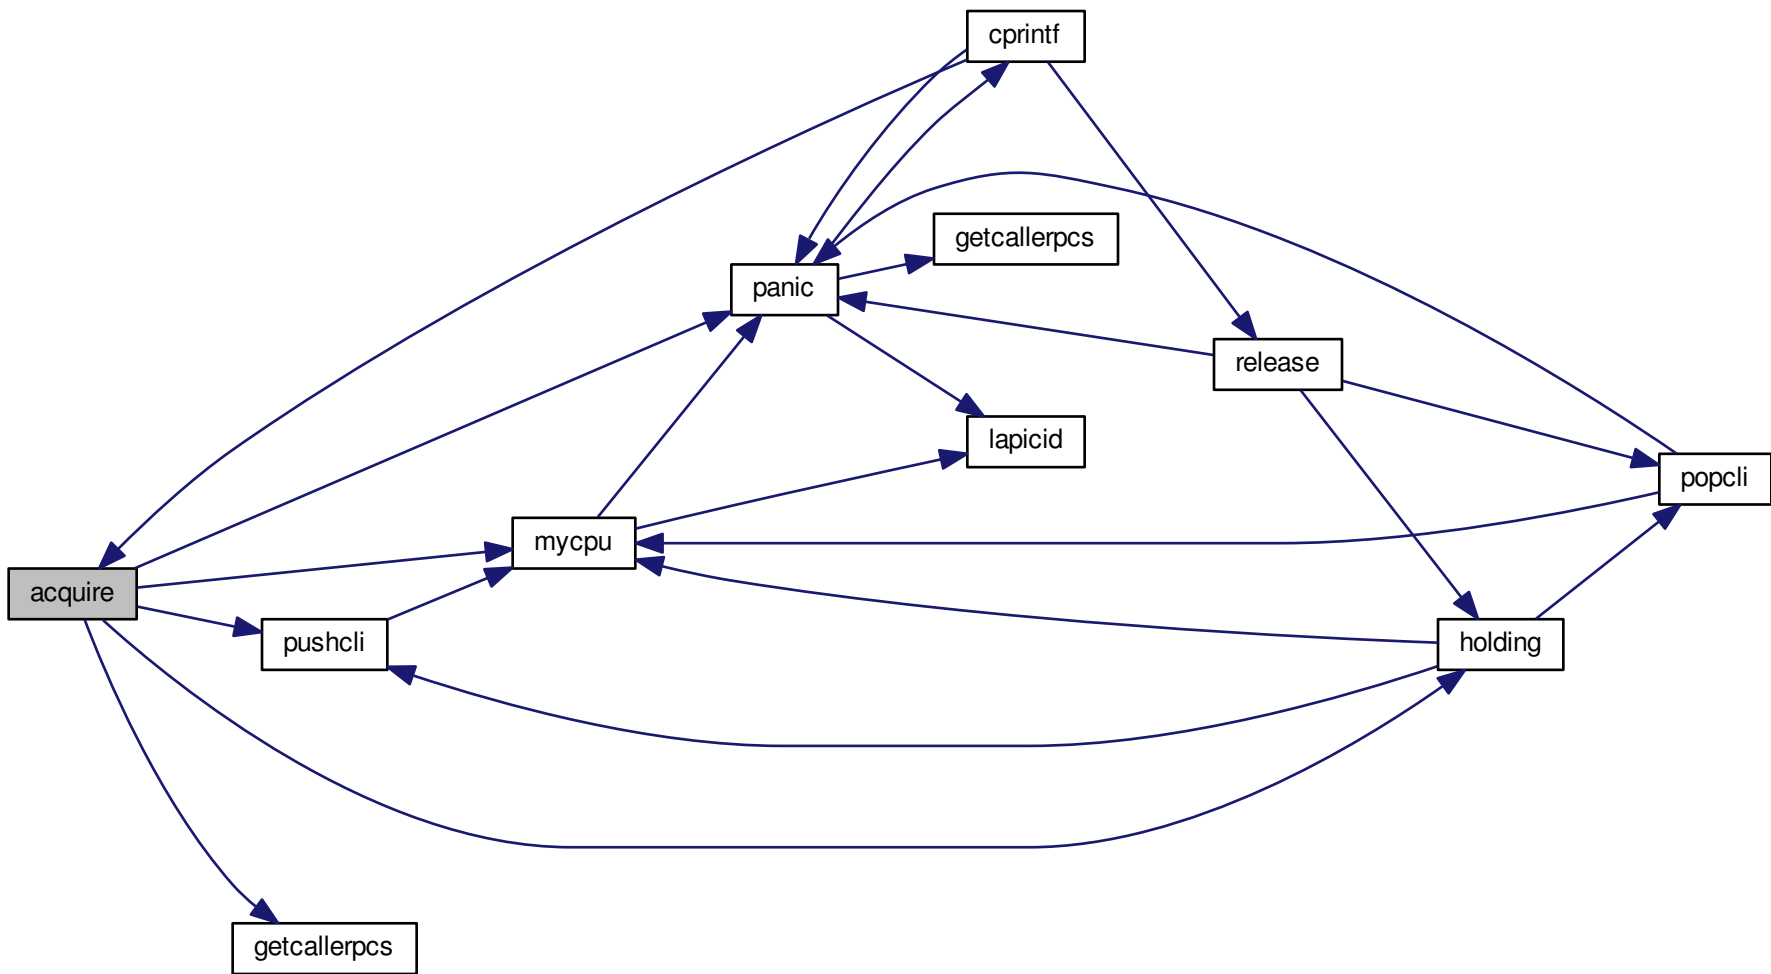 cprintf
getcallerpcs
panic
release
lapicid
popcli
mycpu
acquire
pushcli
holding
getcallerpcs